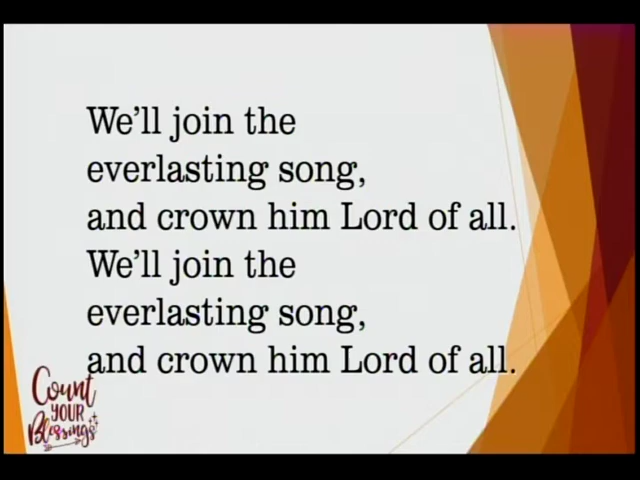 We'll join the
everlasting song,
and crown him Lord of all.
We'll join the
everlasting song,
and crown him Lord of all.
Count
YOUR
Blessings